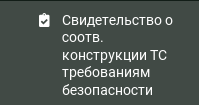 Свидетельство о
соотв.
конструкции ТС
требованиям
безопасности